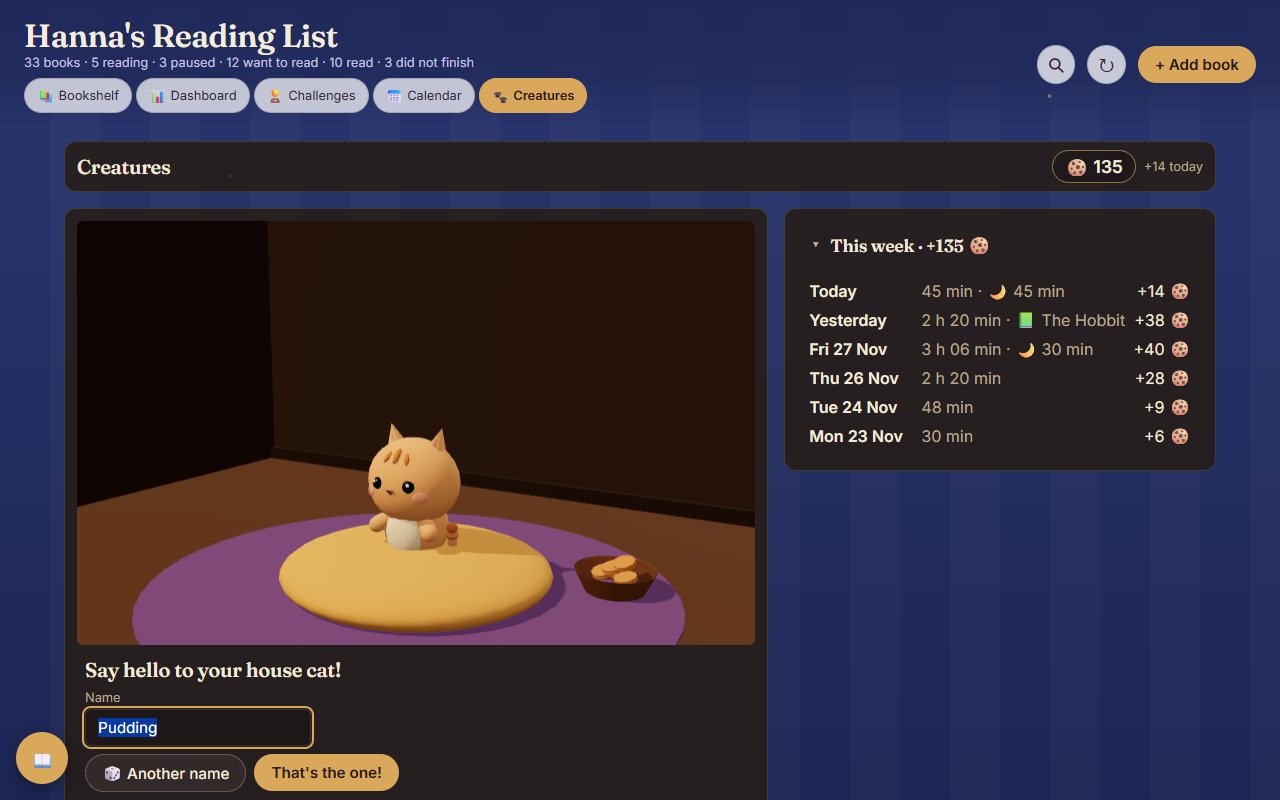 Hanna's Reading List
33 books · 5 reading · 3 paused · 12 want to read · 10 read · 3 did not finish
Bookshelf
Dashboard
Challenges
Calendar
Creatures
+ Add book
Creatures
135
+14 today
Say hello to your house cat!
Name
Pudding
Another name
That's the one!
This week · +135
Today 45 min · 45 min +14
Yesterday 2 h 20 min · The Hobbit +38
Fri 27 Nov 3 h 06 min · 30 min +40
Thu 26 Nov 2 h 20 min +28
Tue 24 Nov 48 min +9
Mon 23 Nov 30 min +6